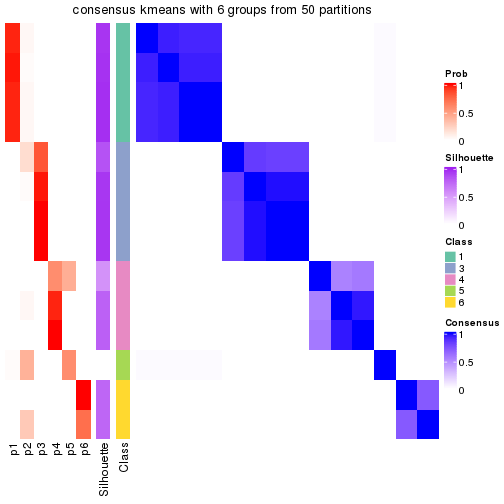 consensus kmeans with 6 groups from 50 partitions
Prob
1
0.5
0
Silhouette
1
0.5
0
Class
1
3
4
5
6
Consensus
1
0.5
0
p1
p2
p3
p4
p5
p6
Silhouette
Class